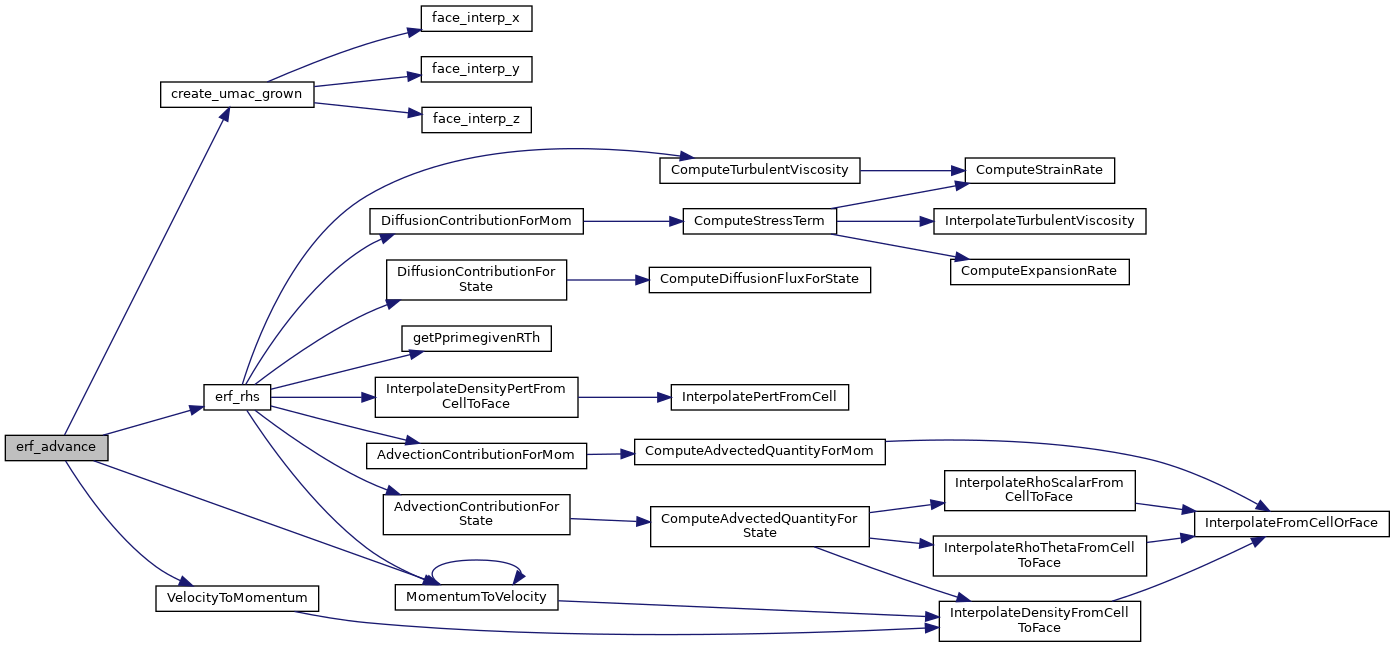 face_interp_x
face_interp_y
create_umac_grown
face_interp_z
ComputeTurbulentViscosity
ComputeStrainRate
DiffusionContributionForMom
ComputeStressTerm
InterpolateTurbulentViscosity
ComputeExpansionRate
DiffusionContributionFor
State
ComputeDiffusionFluxForState
getPprimegivenRTh
erf_rhs
InterpolateDensityPertFrom
CellToFace
InterpolatePertFromCell
erf_advance
AdvectionContributionForMom
ComputeAdvectedQuantityForMom
AdvectionContributionFor
State
ComputeAdvectedQuantityFor
State
InterpolateRhoScalarFrom
CellToFace
InterpolateFromCellOrFace
InterpolateRhoThetaFromCell
ToFace
VelocityToMomentum
MomentumToVelocity
InterpolateDensityFromCell
ToFace